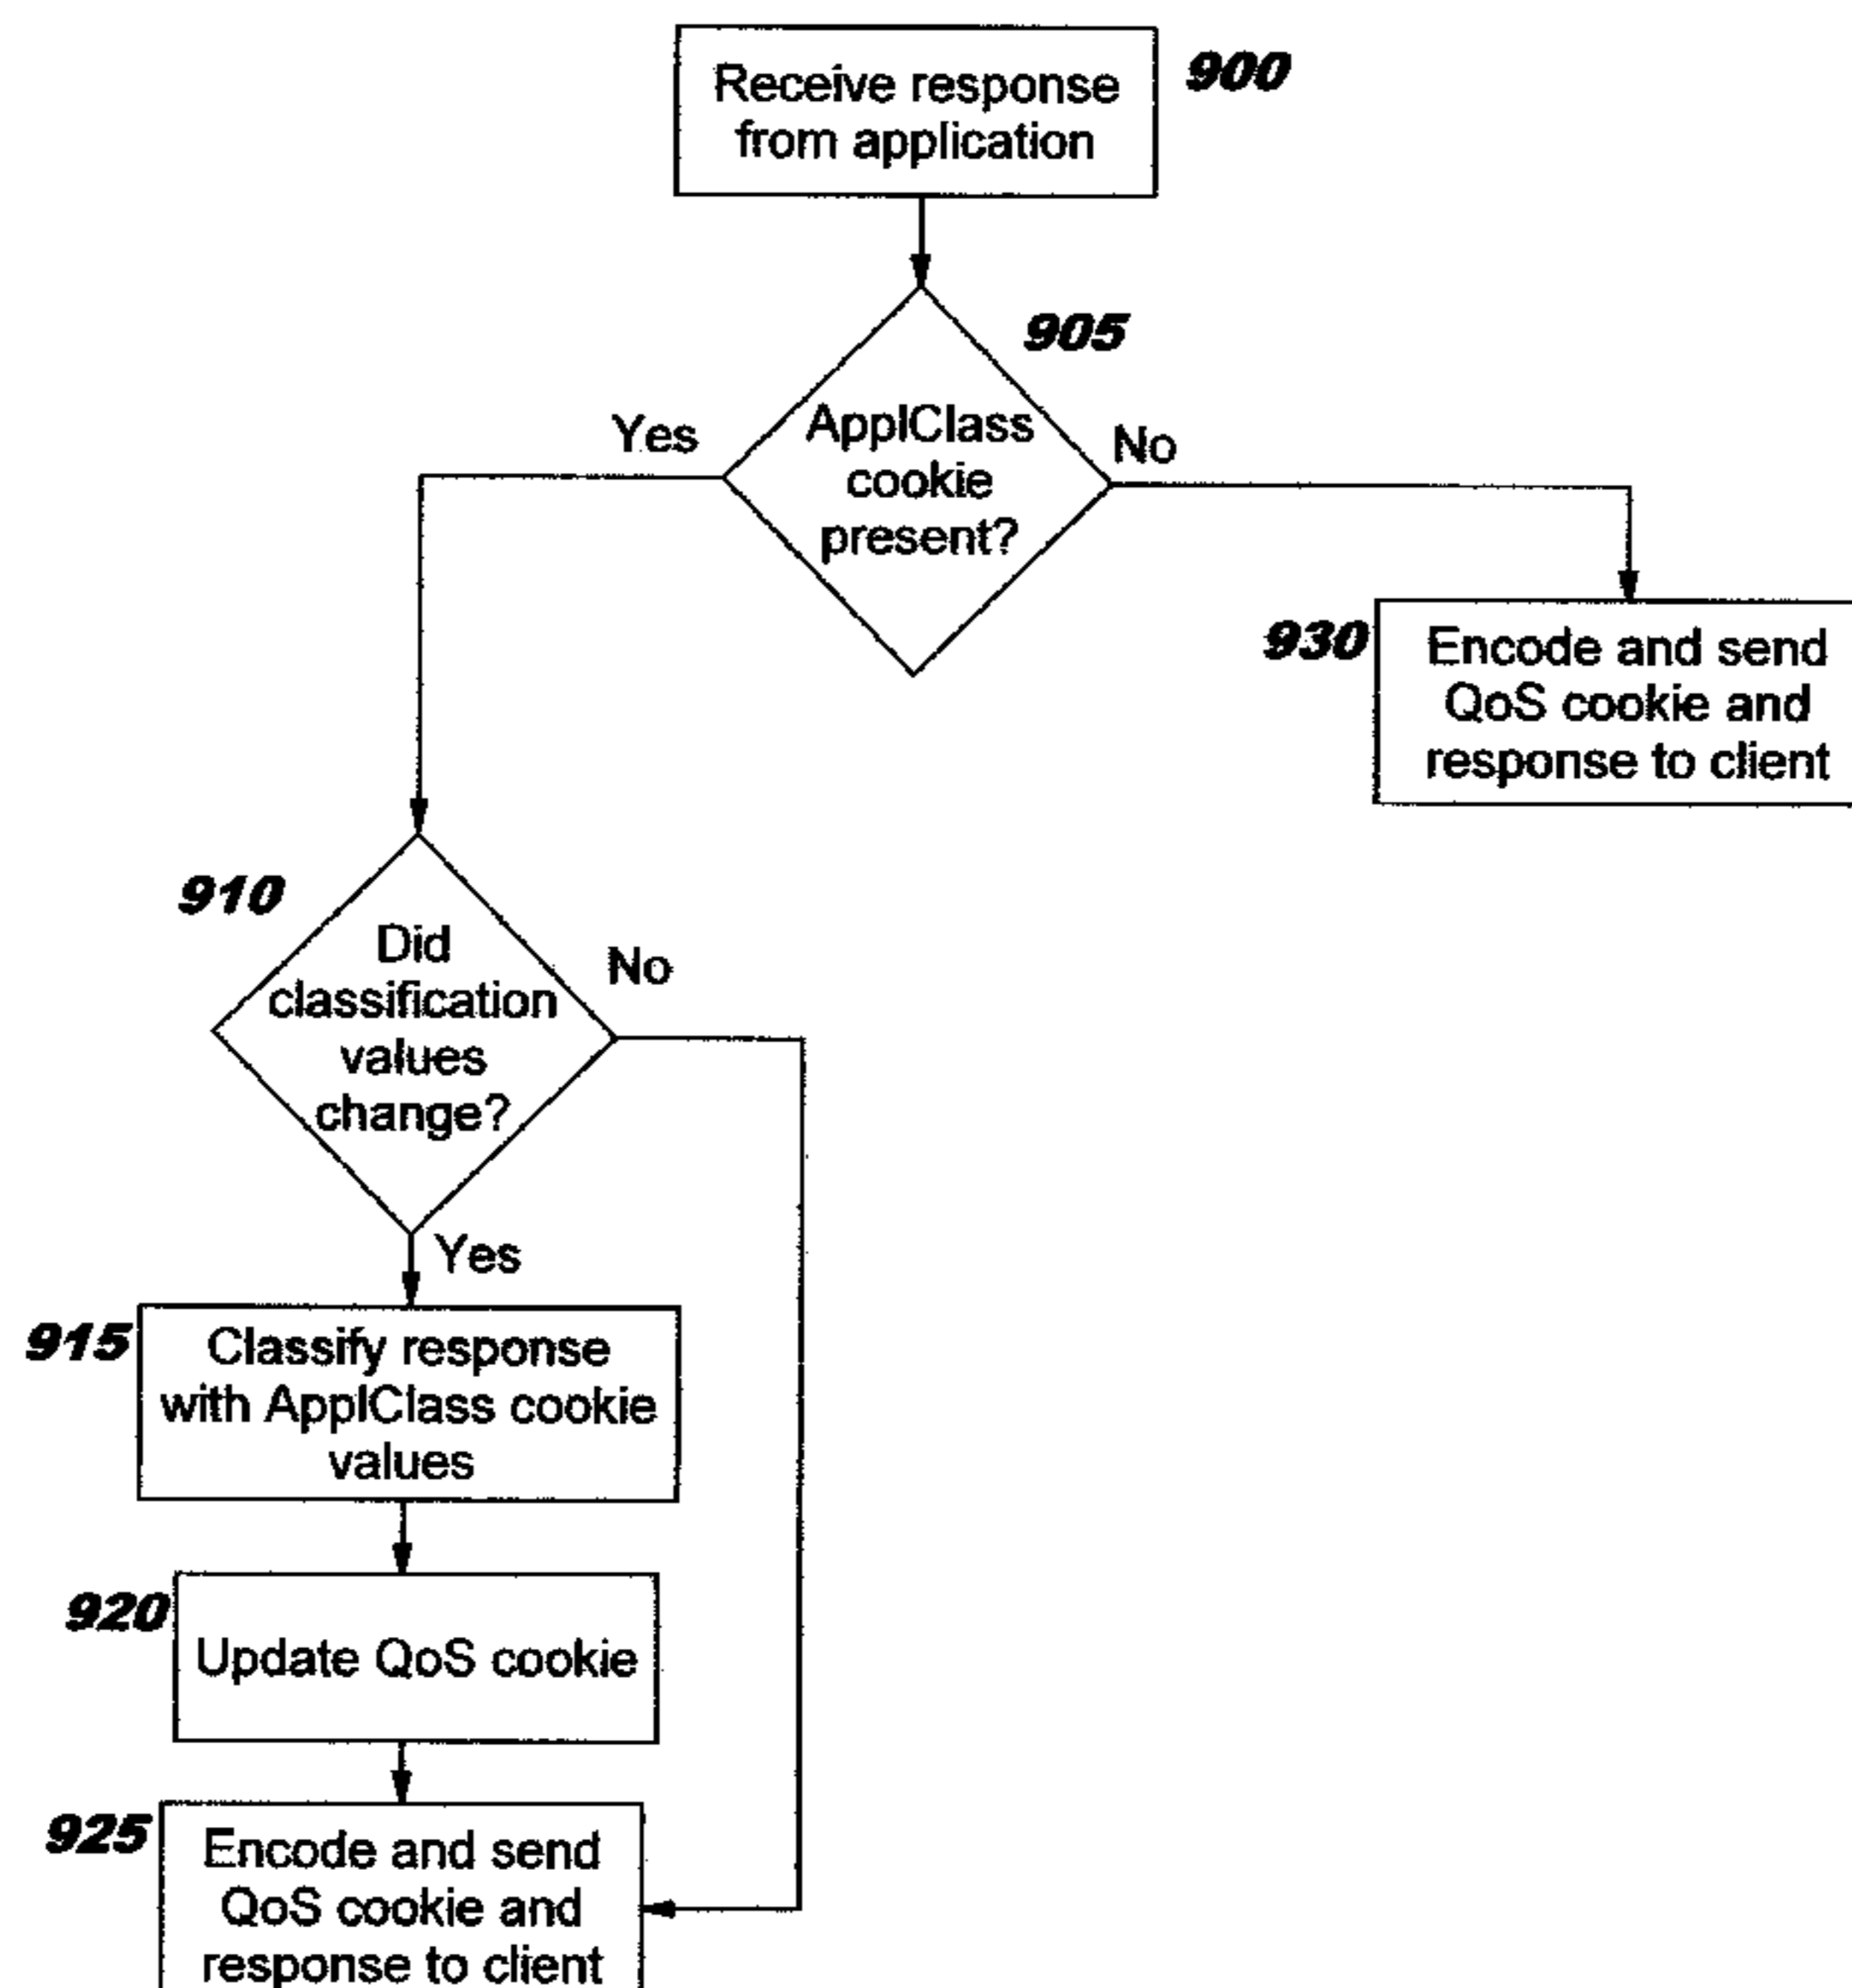 Receive response
from application
900
905
ApplClass
cookie
present?
Yes
No
930
Encode and send
QoS cookie and
response to client
910
Did
classification
values
change?
No
Yes
915
Classify response
with ApplClass cookie
values
920
Update QoS cookie
925
Encode and send
QoS cookie and
response to client